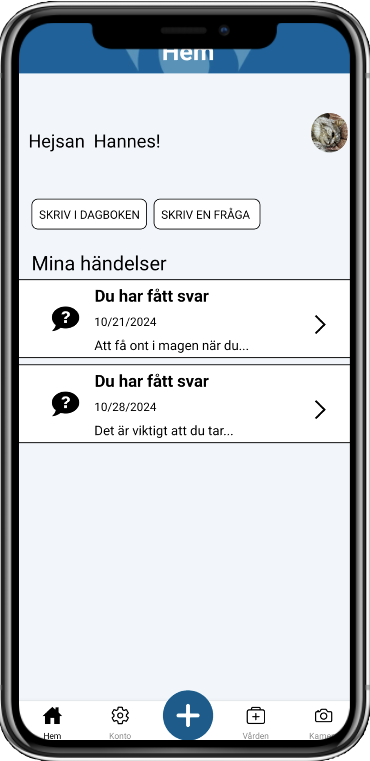 Hem
Hejsan Hannes!
SKRIV I DAGBOKEN SKRIV EN FRÅGA
Mina händelser
Du har fått svar
10/21/2024
Att få ont i magen när du...
Du har fått svar
10/28/2024
Det är viktigt att du tar...
Hem Konto Vården